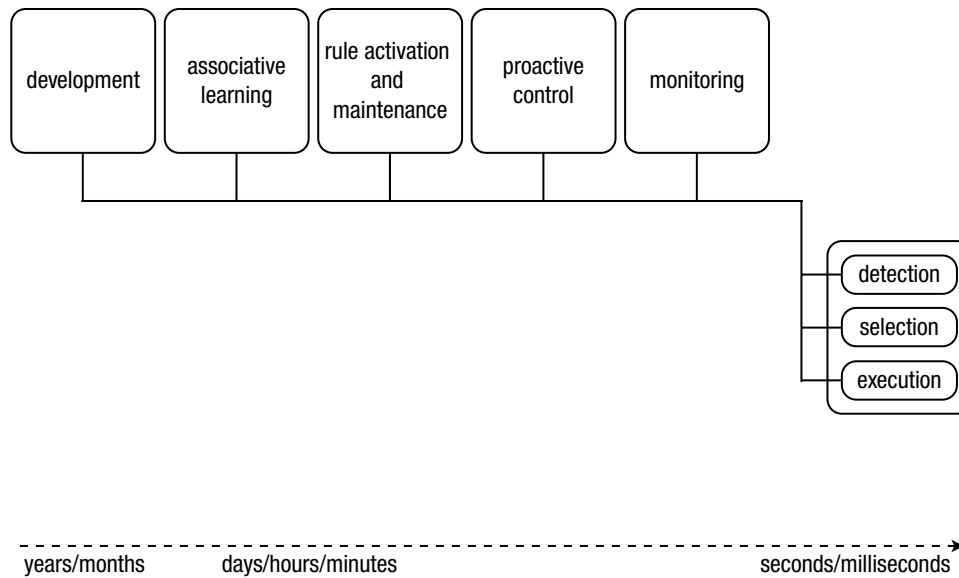 development
associative
learning
rule activation
and
maintenance
proactive
control
monitoring
detection
selection
execution
years/months
days/hours/minutes
seconds/milliseconds